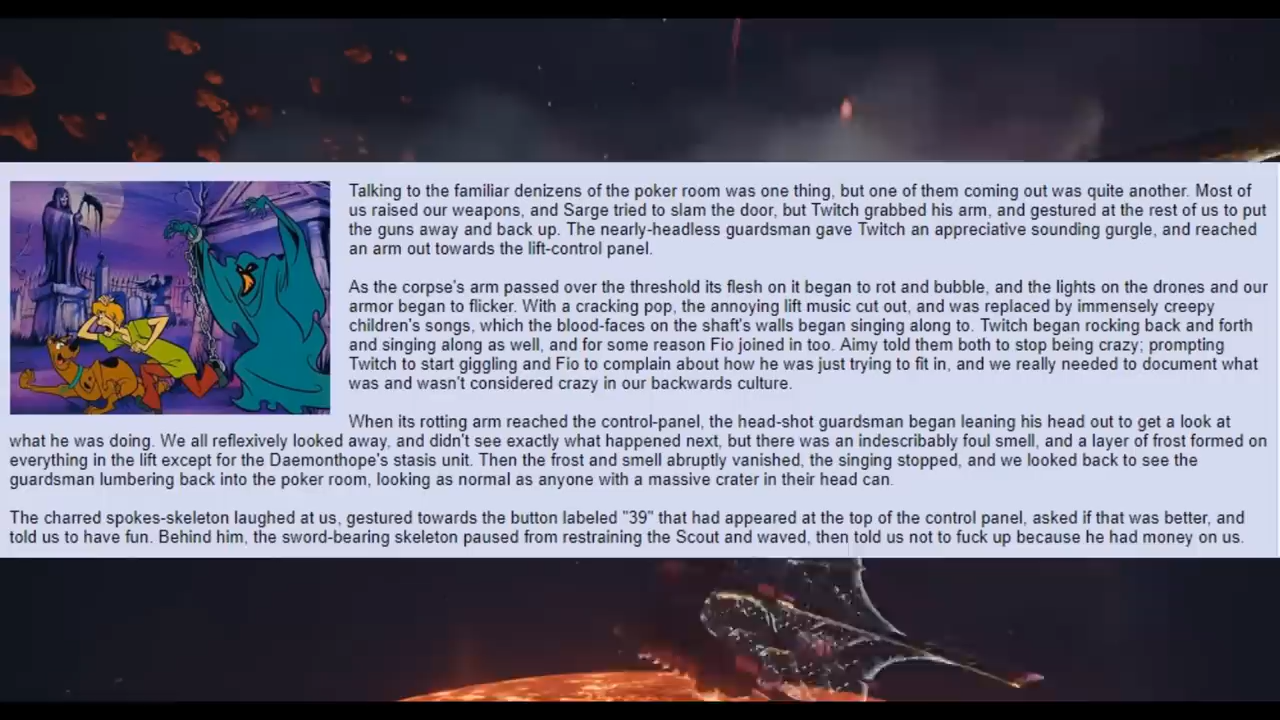 Talking to the familiar denizens of the poker room was one thing, but one of them coming out was quite another. Most of
us raised our weapons, and Sarge tried to slam the door, but Twitch grabbed his arm, and gestured at the rest of us to put
the guns away and back up. The nearly-headless guardsman gave Twitch an appreciative sounding gurgle, and reached
an arm out towards the lift-control panel.
As the corpse's arm passed over the threshold its flesh on it began to rot and bubble, and the lights on the drones and our
armor began to flicker. With a cracking pop, the annoying lift music cut out, and was replaced by immensely creepy
children's songs, which the blood-faces on the shaft's walls began singing along to. Twitch began rocking back and forth
and singing along as well, and for some reason Fio joined in too. Aimy told them both to stop being crazy; prompting
Twitch to start giggling and Fio to complain about how he was just trying to fit in, and we really needed to document what
was and wasn't considered crazy in our backwards culture.
When its rotting arm reached the control-panel, the head-shot guardsman began leaning his head out to get a look at
what he was doing. We all reflexively looked away, and didn't see exactly what happened next, but there was an indescribably foul smell, and a layer of frost formed on
everything in the lift except for the Daemonthope's stasis unit. Then the frost and smell abruptly vanished, the singing stopped, and we looked back to see the
guardsman lumbering back into the poker room, looking as normal as anyone with a massive crater in their head can.
The charred spokes-skeleton laughed at us, gestured towards the button labeled "39" that had appeared at the top of the control panel, asked if that was better, and
told us to have fun. Behind him, the sword-bearing skeleton paused from restraining the Scout and waved, then told us not to fuck up because he had money on us.